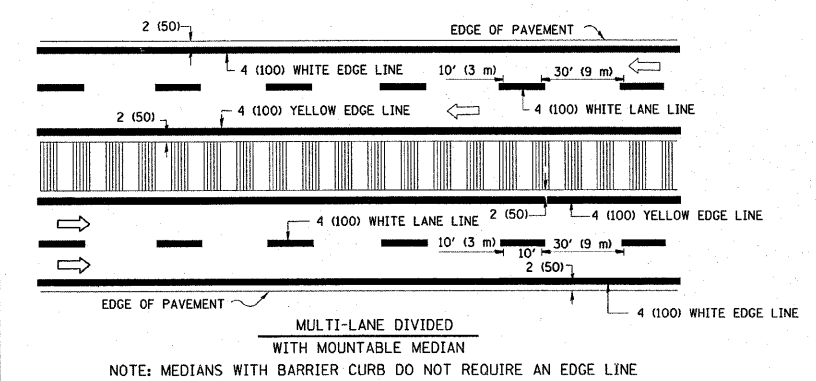 2 (50)
EDGE OF PAVEMENT
4 (100) WHITE EDGE LINE
10' (3 m)
30' (9 m)
4 (100) WHITE LANE LINE
2 (50)
4 (100) YELLOW EDGE LINE
2 (50)
4 (100) YELLOW EDGE LINE
4 (100) WHITE LANE LINE
10' (3 m)
30' (9 m)
10'
2 (50)
EDGE OF PAVEMENT
4 (100) WHITE EDGE LINE
MULTI-LANE DIVIDED
WITH MOUNTABLE MEDIAN
NOTE: MEDIANS WITH BARRIER CURB DO NOT REQUIRE AN EDGE LINE